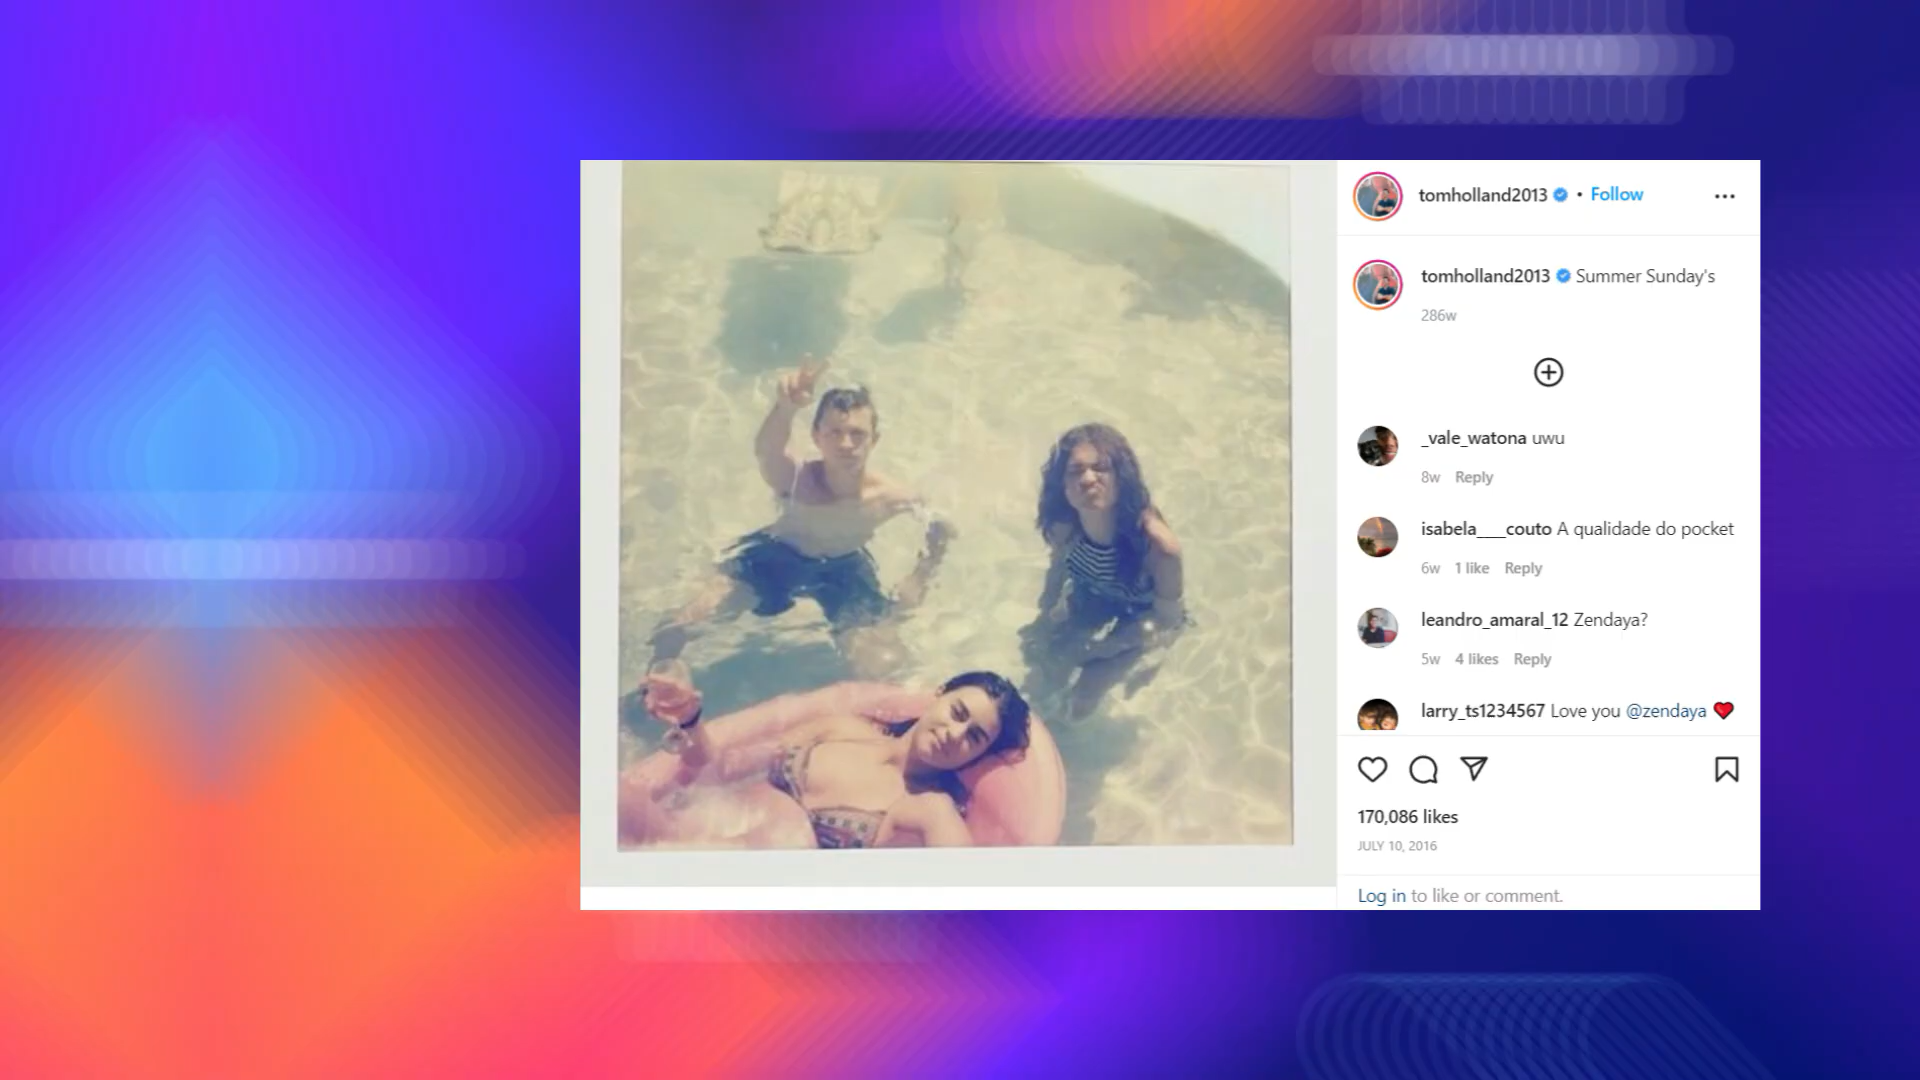 tomholland2013 • Follow
tomholland2013 Summer Sunday's
286w
_vale_watona uwu
8w Reply
isabela___couto A qualidade do pocket
6w 1 like Reply
leandro_amaral_12 Zendaya?
5w 4 likes Reply
larry_ts1234567 Love you @zendaya ❤️
170,086 likes
JULY 10, 2016
Log in to like or comment.